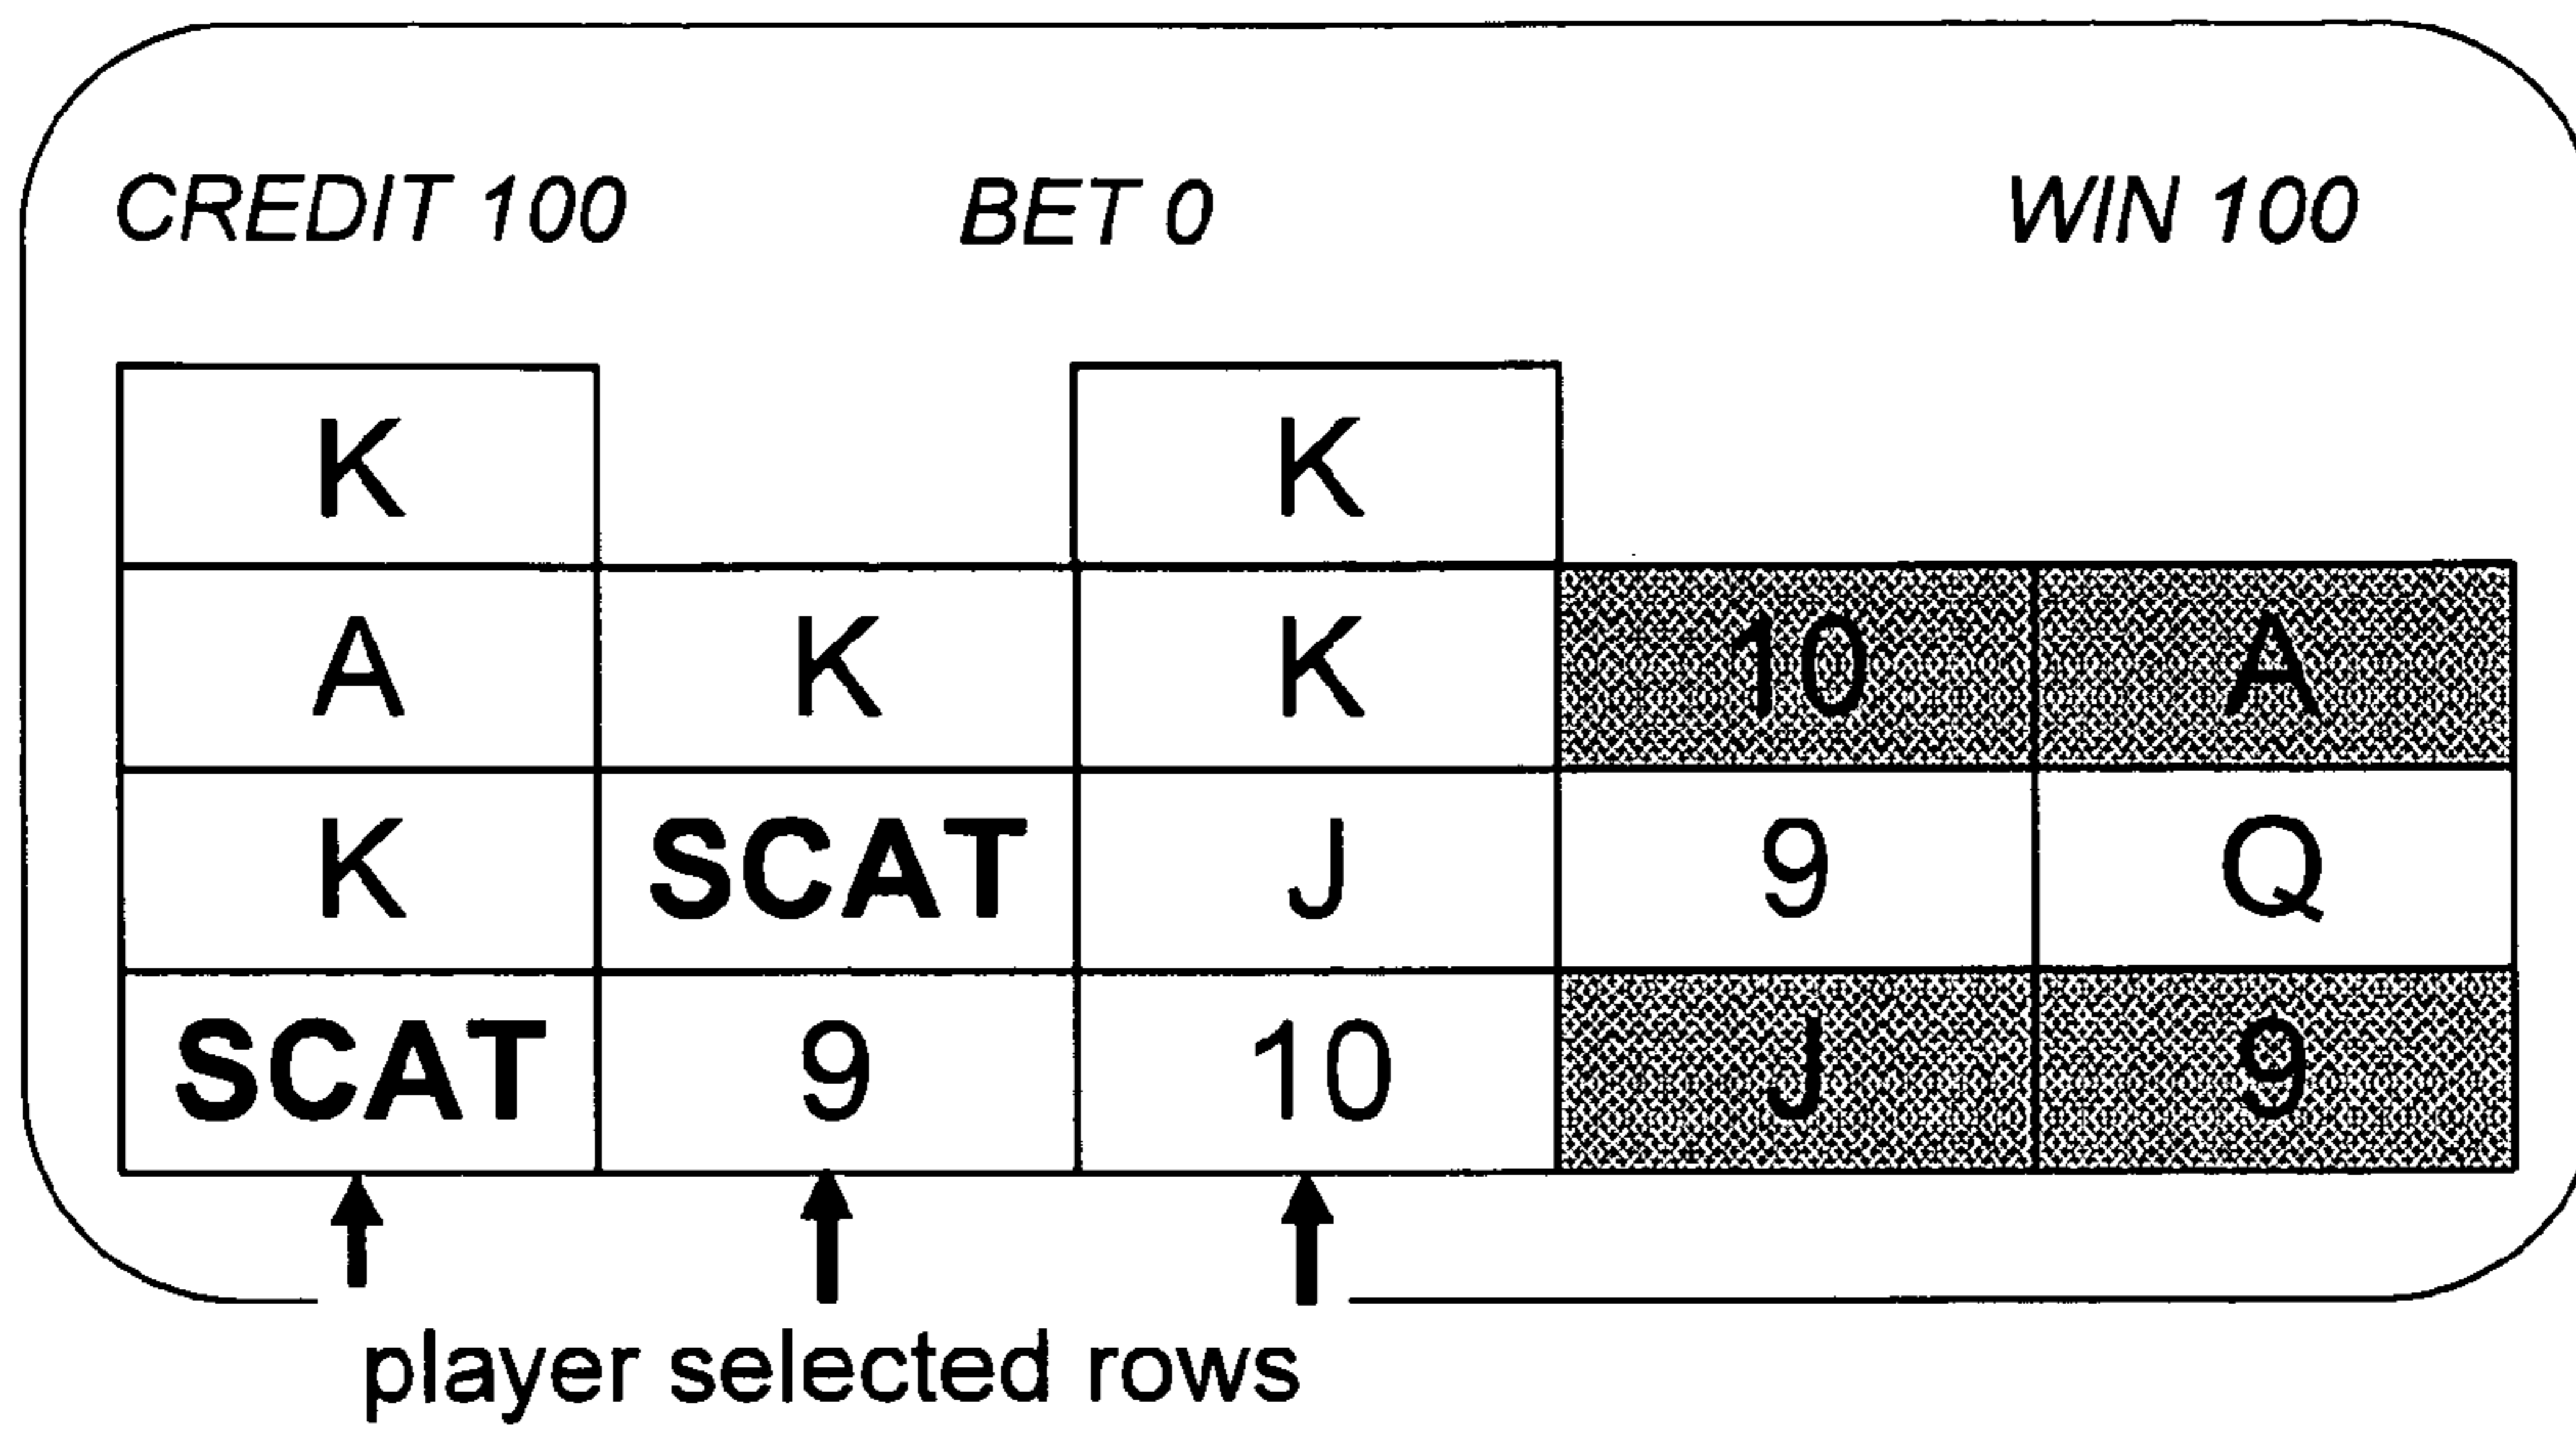 CREDIT 100 BET 0 WIN 100
K K
A K K 10 A
K SCAT J 9 Q
SCAT 9 10 J 9
player selected rows